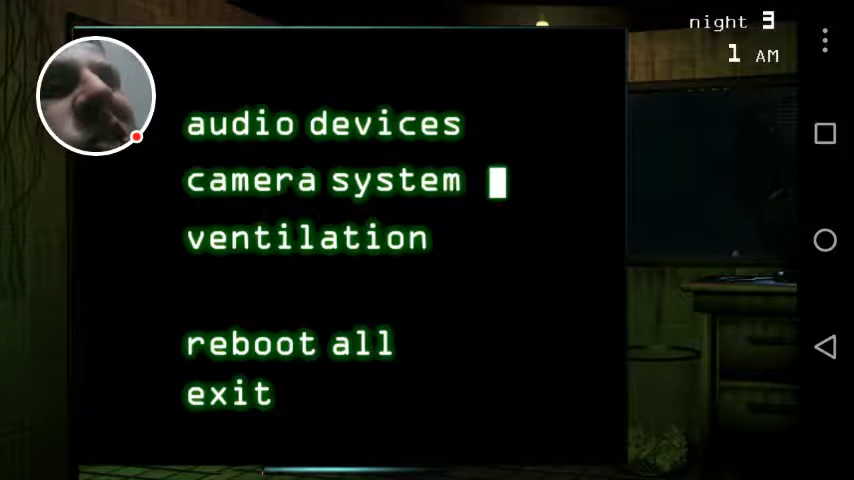 night 3
1 AM
audio devices
camera system
ventilation
reboot all
exit